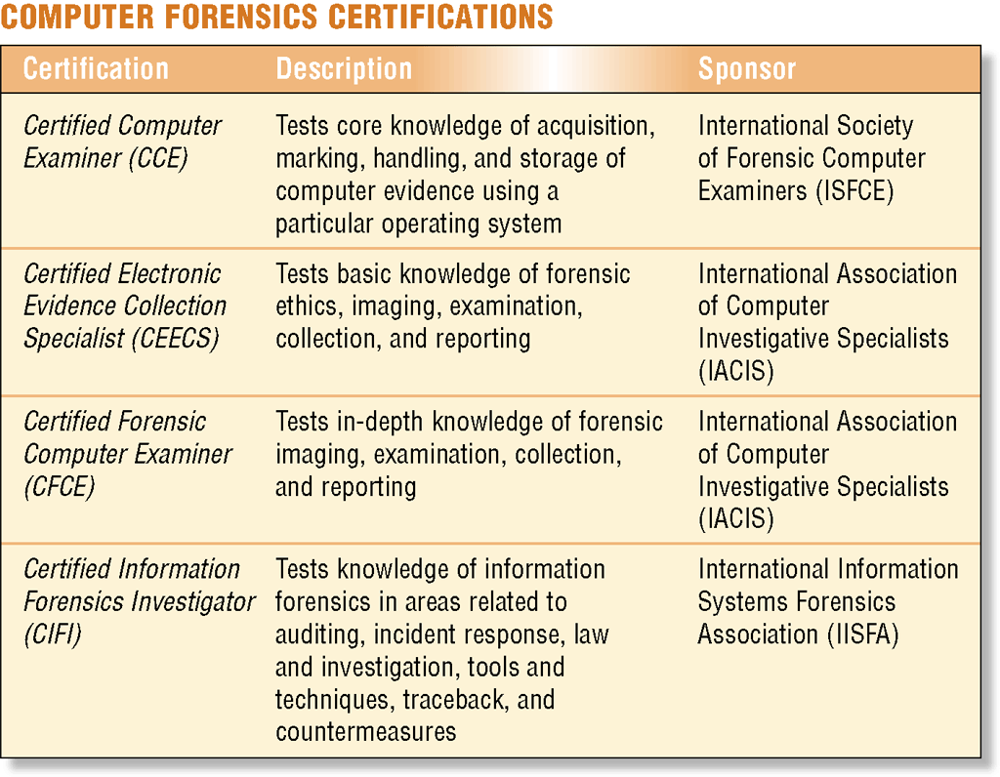 COMPUTER FORENSICS CERTIFICATIONS
Certification Description Sponsor
Certified Computer
Examiner (CCE)
Tests core knowledge of acquisition,
marking, handling, and storage of
computer evidence using a
particular operating system
International Society
of Forensic Computer
Examiners (ISFCE)
Certified Electronic
Evidence Collection
Specialist (CEECS)
Tests basic knowledge of forensic
ethics, imaging, examination,
collection, and reporting
International Association
of Computer
Investigative Specialists
(IACIS)
Certified Forensic
Computer Examiner
(CFCE)
Tests in-depth knowledge of forensic
imaging, examination, collection,
and reporting
International Association
of Computer
Investigative Specialists
(IACIS)
Certified Information
Forensics Investigator
(CIFI)
Tests knowledge of information
forensics in areas related to
auditing, incident response, law
and investigation, tools and
techniques, traceback, and
countermeasures
International Information
Systems Forensics
Association (IISFA)